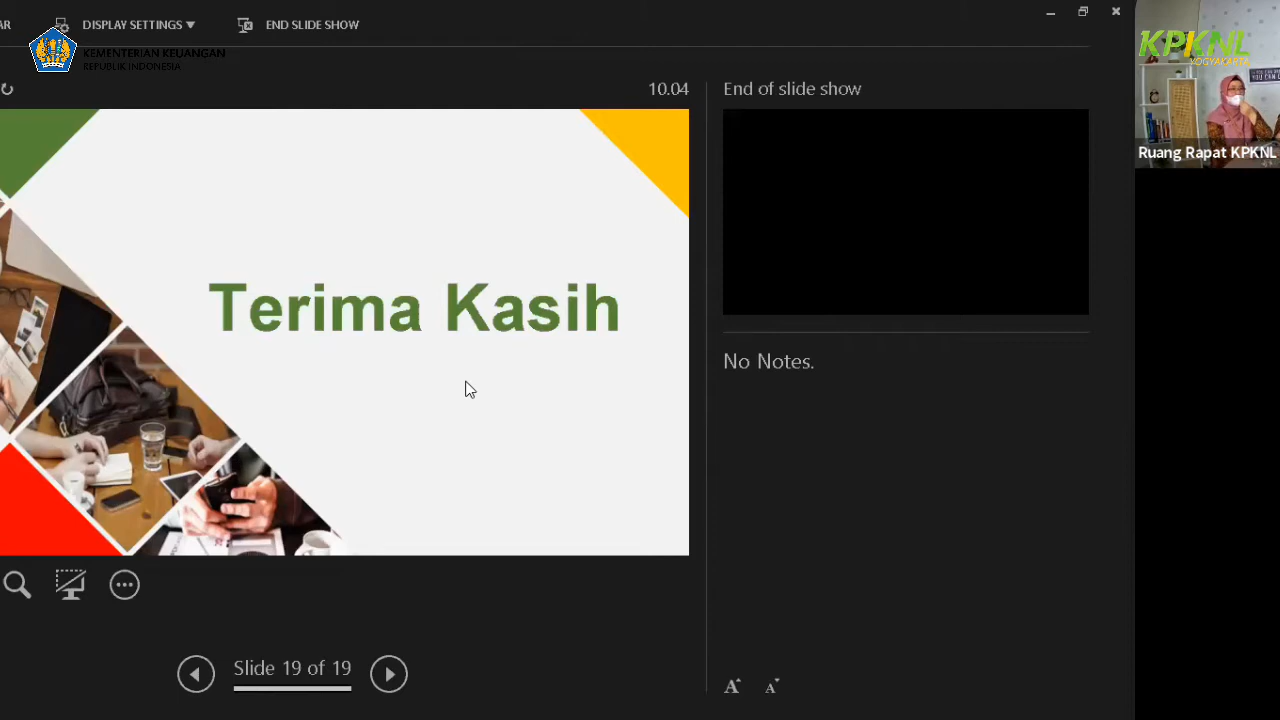 AR
DISPLAY SETTINGS
END SLIDE SHOW
KEMENTERIAN KEUANGAN
REPUBLIK INDONESIA
10.04
Terima Kasih
Slide 19 of 19
End of slide show
No Notes.
A A
KPKNL
YOGYAKARTA
Ruang Rapat KPKNL